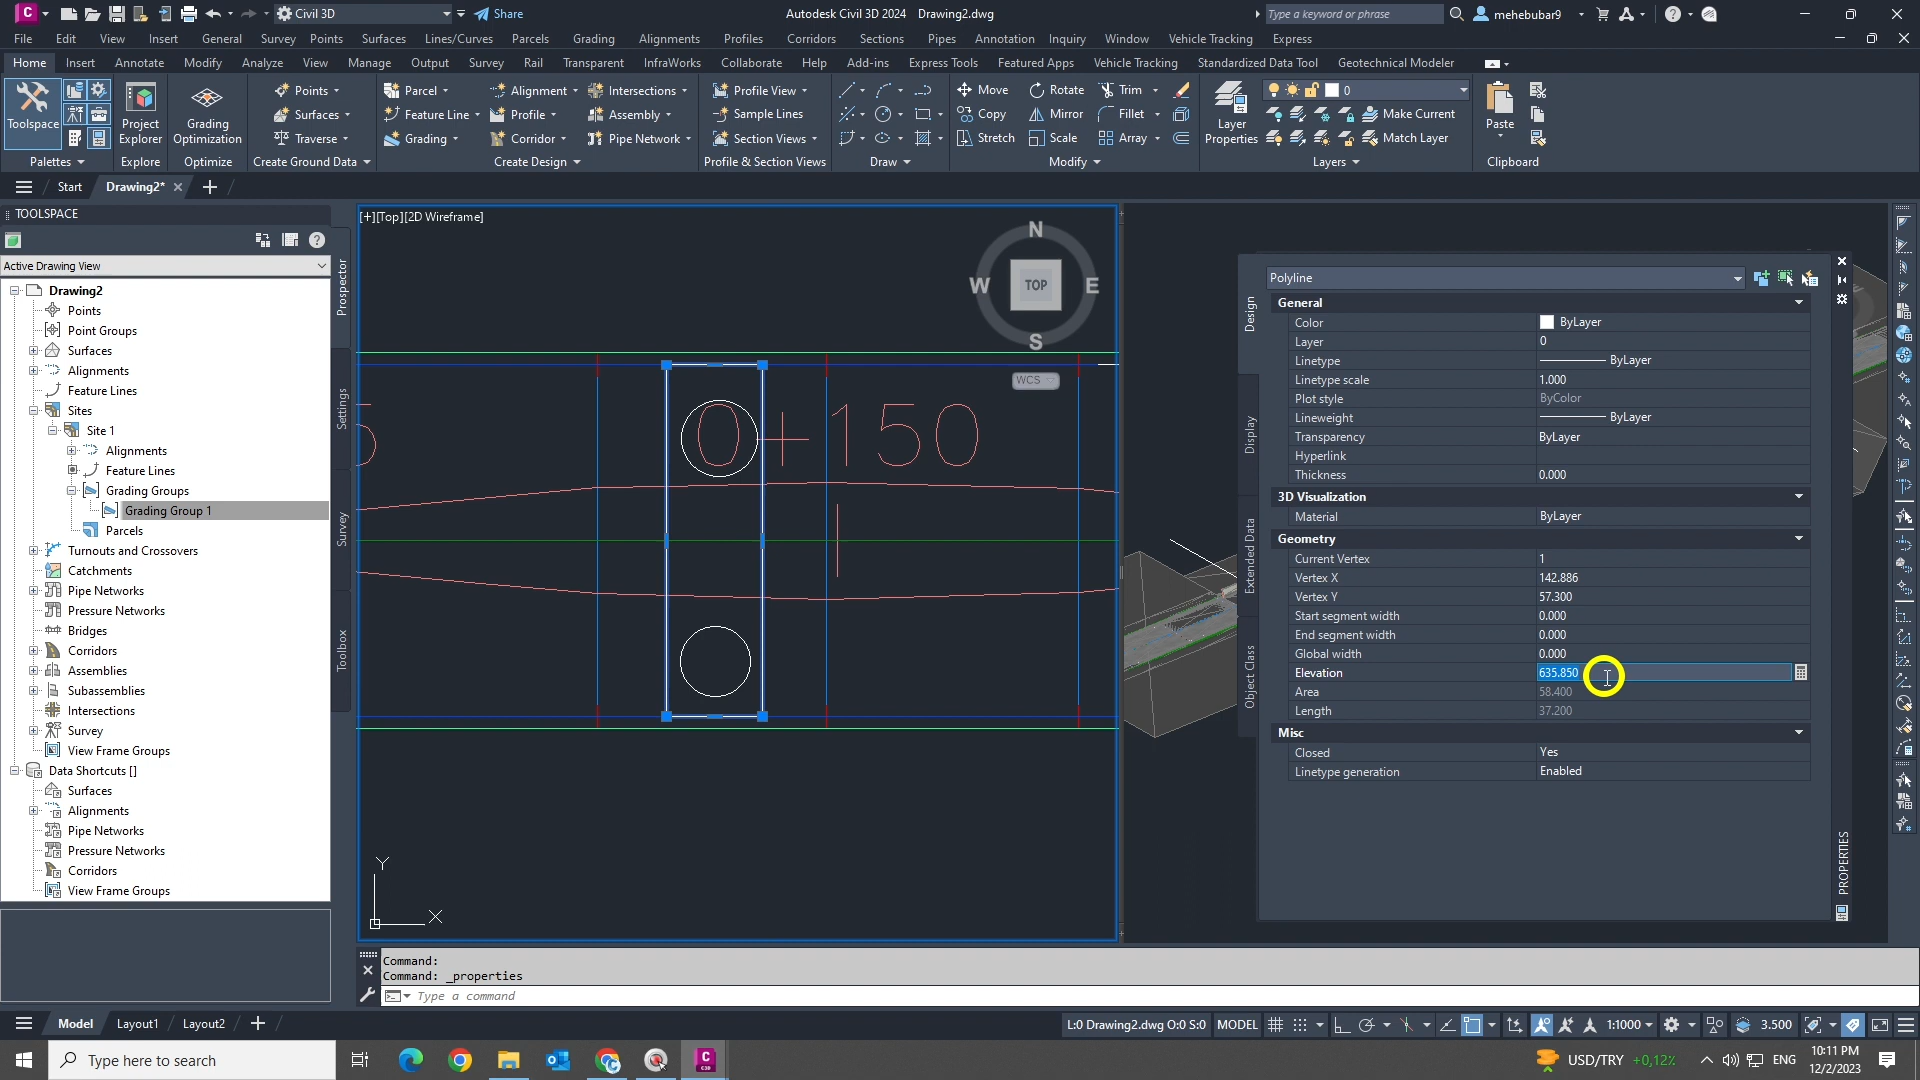 C Civil 3D Share Autodesk Civil 3D 2024 Drawing2.dwg Type a keyword or phrase mehebubar9
File Edit View Insert General Survey Points Surfaces Lines/Curves Parcels Grading Alignments Profiles Corridors Sections Pipes Annotation Inquiry Window Vehicle Tracking Express
Home Insert Annotate Modify Analyze View Manage Output Survey Rail Transparent InfraWorks Collaborate Help Add-ins Express Tools Featured Apps Vehicle Tracking Standardized Data Tool Geotechnical Modeler
Points Parcel Alignment Intersections Profile View Move Rotate Trim 0
Toolspace Project Explorer Grading Optimization Surfaces Feature Line Profile Assembly Sample Lines Copy Mirror Fillet Layer Properties Make Current Paste
Traverse Grading Corridor Pipe Network Section Views Stretch Scale Array Match Layer
Palettes Explore Optimize Create Ground Data Create Design Profile & Section Views Draw Modify Layers Clipboard
Start Drawing2*
TOOLSPACE
Active Drawing View
Drawing2
Points
Point Groups
Surfaces
Alignments
Feature Lines
Sites
Site 1
Alignments
Feature Lines
Grading Groups
Grading Group 1
Parcels
Turnouts and Crossovers
Catchments
Pipe Networks
Pressure Networks
Bridges
Corridors
Assemblies
Subassemblies
Intersections
Survey
View Frame Groups
Data Shortcuts []
Surfaces
Alignments
Pipe Networks
Pressure Networks
Corridors
View Frame Groups
Prospector
Settings
Survey
Toolbox
[+][Top][2D Wireframe]
N
W TOP E
S
WCS
5 0+150
Y
X
Design
Display
Extended Data
Object Class
PROPERTIES
Polyline
General
Color ByLayer
Layer 0
Linetype ByLayer
Linetype scale 1.000
Plot style ByColor
Lineweight ByLayer
Transparency ByLayer
Hyperlink
Thickness 0.000
3D Visualization
Material ByLayer
Geometry
Current Vertex 1
Vertex X 142.886
Vertex Y 57.300
Start segment width 0.000
End segment width 0.000
Global width 0.000
Elevation 635.850
Area 58.400
Length 37.200
Misc
Closed Yes
Linetype generation Enabled
Command:
Command: _properties
Type a command
Model Layout1 Layout2 L:0 Drawing2.dwg O:0 S:0 MODEL 1:1000 3.500
Type here to search USD/TRY +0,12% ENG 10:11 PM
12/2/2023